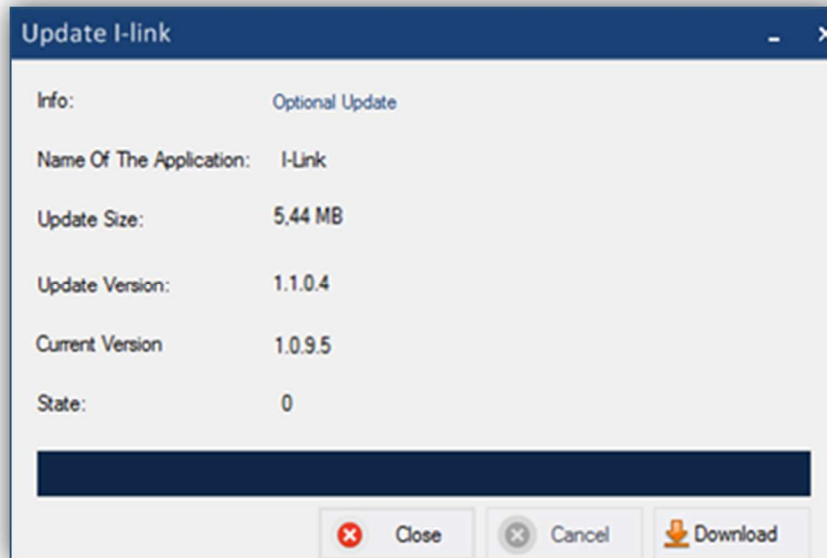 Update I-link
Info: Optional Update
Name Of The Application: I-Link
Update Size: 5,44 MB
Update Version: 1.1.0.4
Current Version 1.0.9.5
State: 0
Close Cancel Download